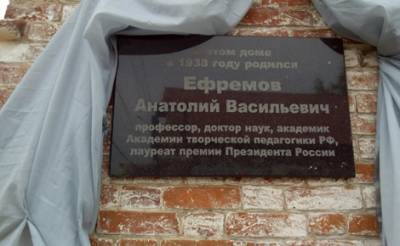 В этом доме
в 1938 году родился
Ефремов
Анатолий Васильевич
профессор, доктор наук, академик
Академии творческой педагогики РФ,
лауреат премии Президента России